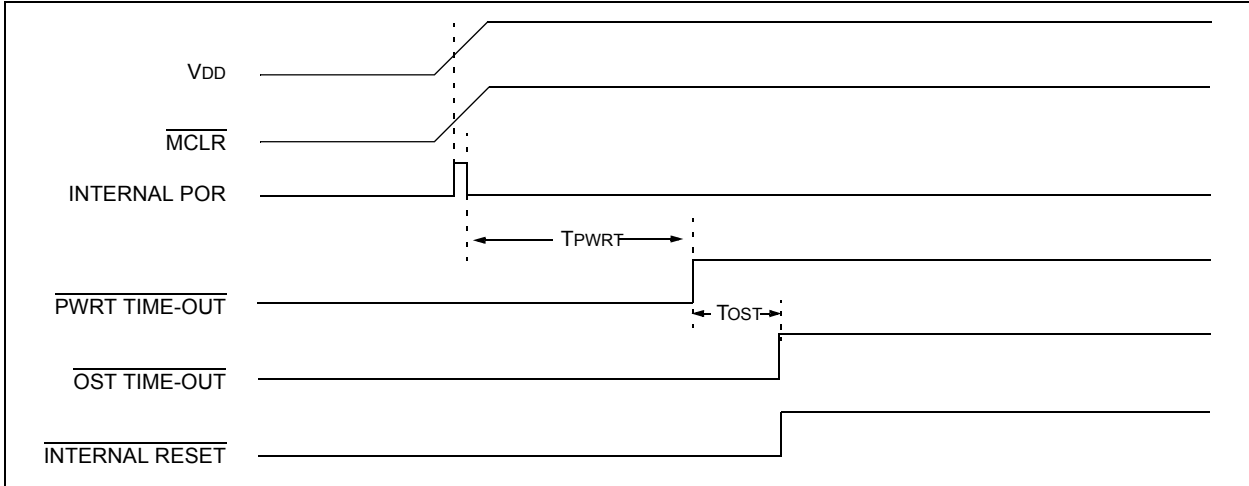 VDD
MCLR
INTERNAL POR
TPWRT
PWRT TIME-OUT
TOST
OST TIME-OUT
INTERNAL RESET